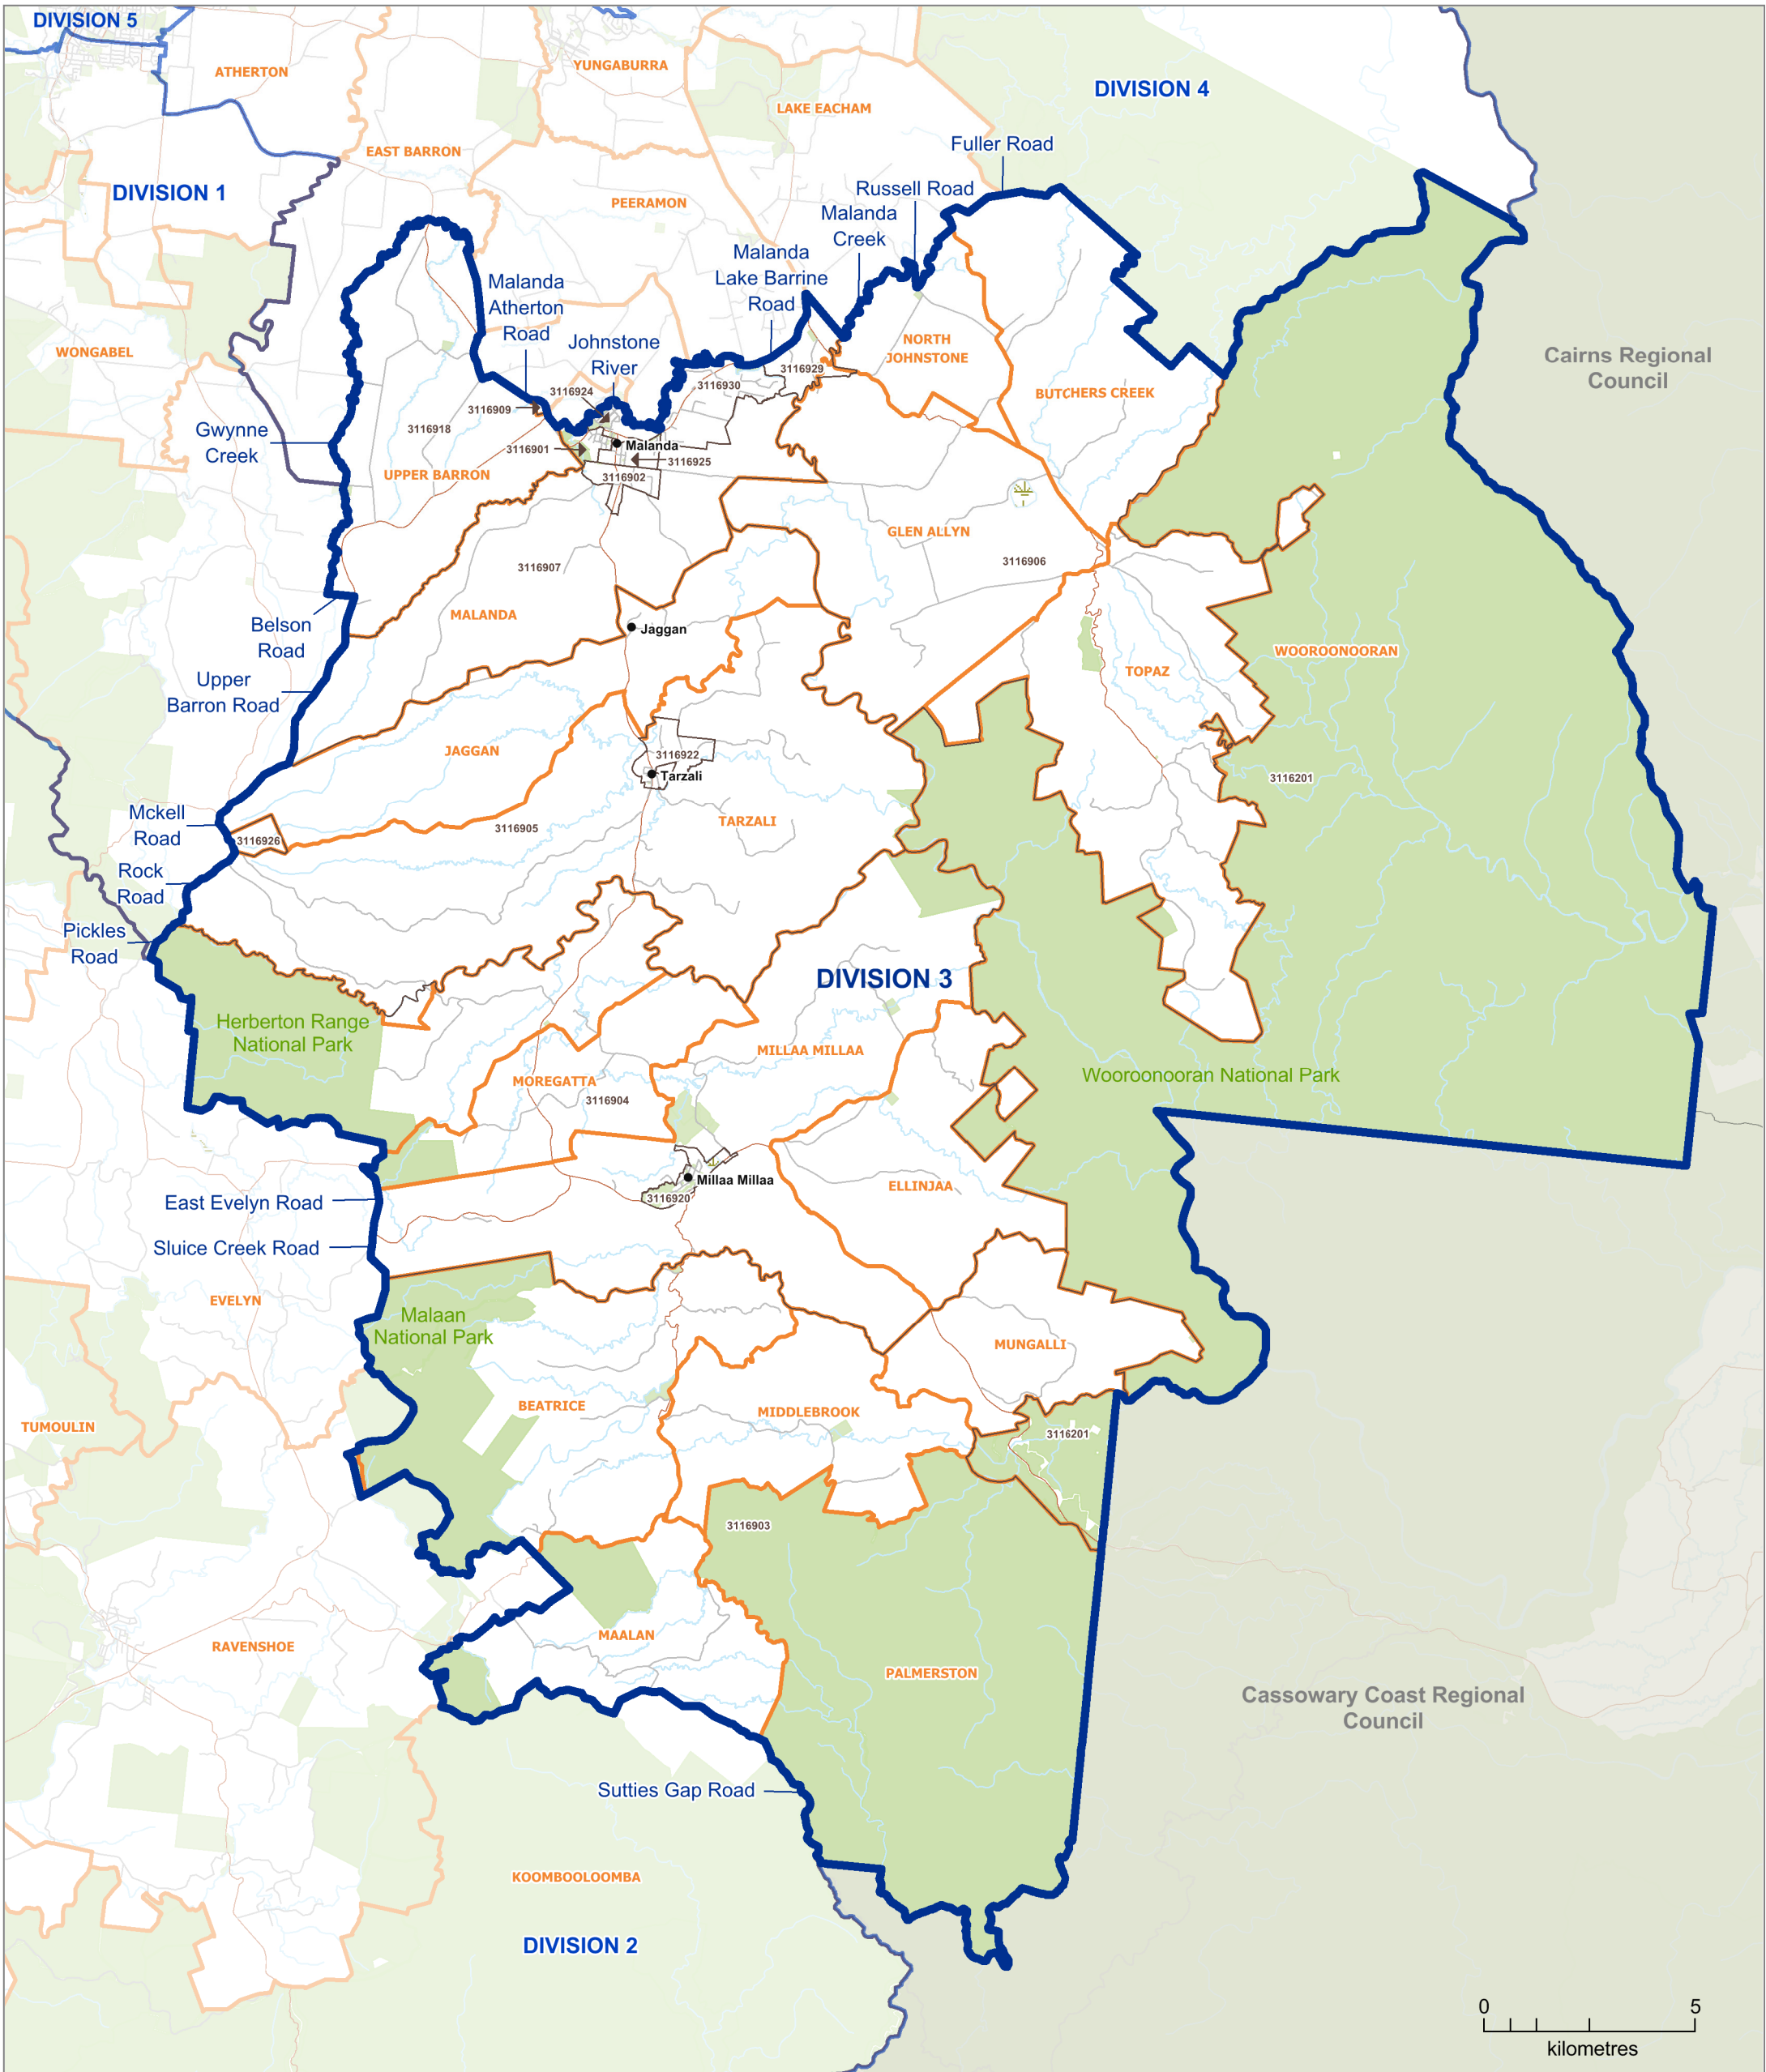 DIVISION 5
ATHERTON
YUNGABURRA
DIVISION 4
LAKE EACHAM
Fuller Road
EAST BARRON
DIVISION 1
Russell Road
PEERAMON
Malanda
Creek
Malanda
Lake Barrine
Road
Malanda
Atherton
Road
Johnstone
River
NORTH
JOHNSTONE
WONGABEL
Cairns Regional
Council
3116929
3116930
3116924
BUTCHERS CREEK
3116909
3116918
Gwynne
Creek
Malanda
3116901
3116925
UPPER BARRON
3116902
GLEN ALLYN
3116906
3116907
MALANDA
Belson
Road
Jaggan
WOOROONOORAN
TOPAZ
Upper
Barron Road
JAGGAN
3116922
Tarzali
3116201
Mckell
Road
TARZALI
3116905
3116926
Rock
Road
Pickles
Road
DIVISION 3
Herberton Range
National Park
MILLAA MILLAA
Wooroonooran National Park
MOREGATTA
3116904
Millaa Millaa
ELLINJAA
3116920
East Evelyn Road
Sluice Creek Road
EVELYN
Malaan
National Park
MUNGALLI
BEATRICE
MIDDLEBROOK
TUMOULIN
3116201
3116903
MAALAN
RAVENSHOE
PALMERSTON
Cassowary Coast Regional
Council
Sutties Gap Road
KOOMBOOLOOMBA
DIVISION 2
0 5
kilometres